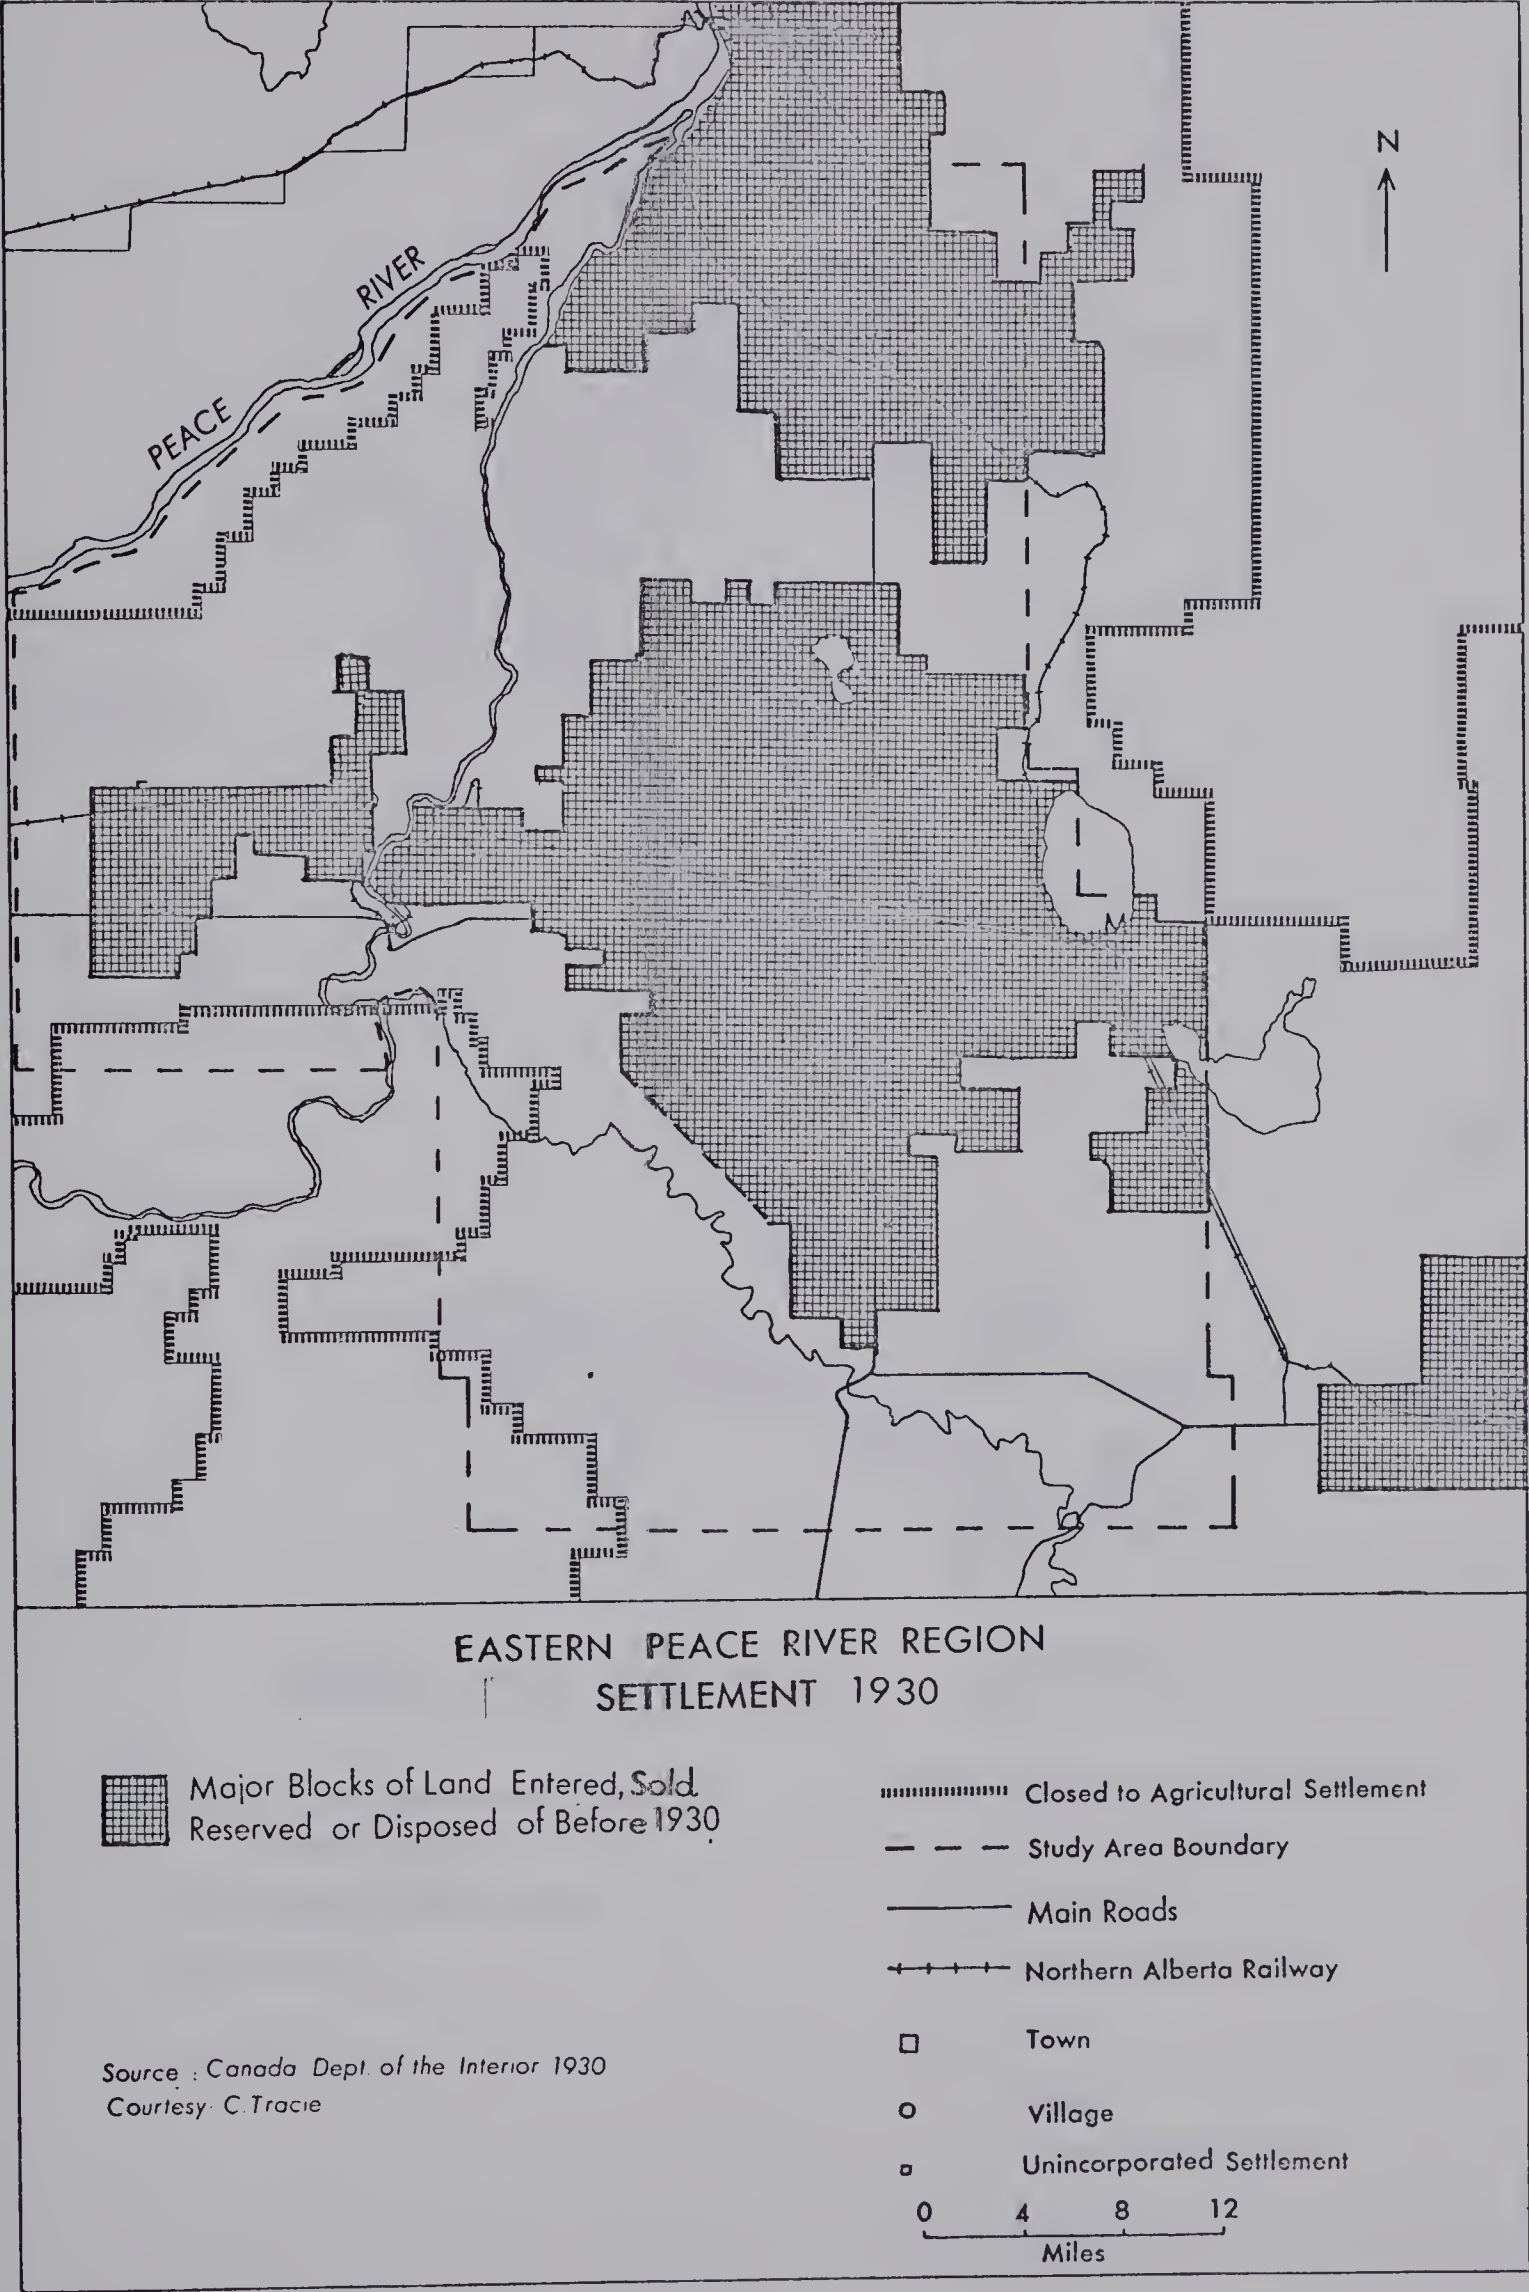 N
RIVER
PEACE
EASTERN PEACE RIVER REGION
SETTLEMENT 1930
Major Blocks of Land Entered, Sold
Reserved or Disposed of Before 1930
Closed to Agricultural Settlement
Study Area Boundary
Main Roads
Northern Alberta Railway
Town
Village
Unincorporated Settlement
Source : Canada Dept. of the Interior 1930
Courtesy C. Tracie
0 4 8 12
Miles